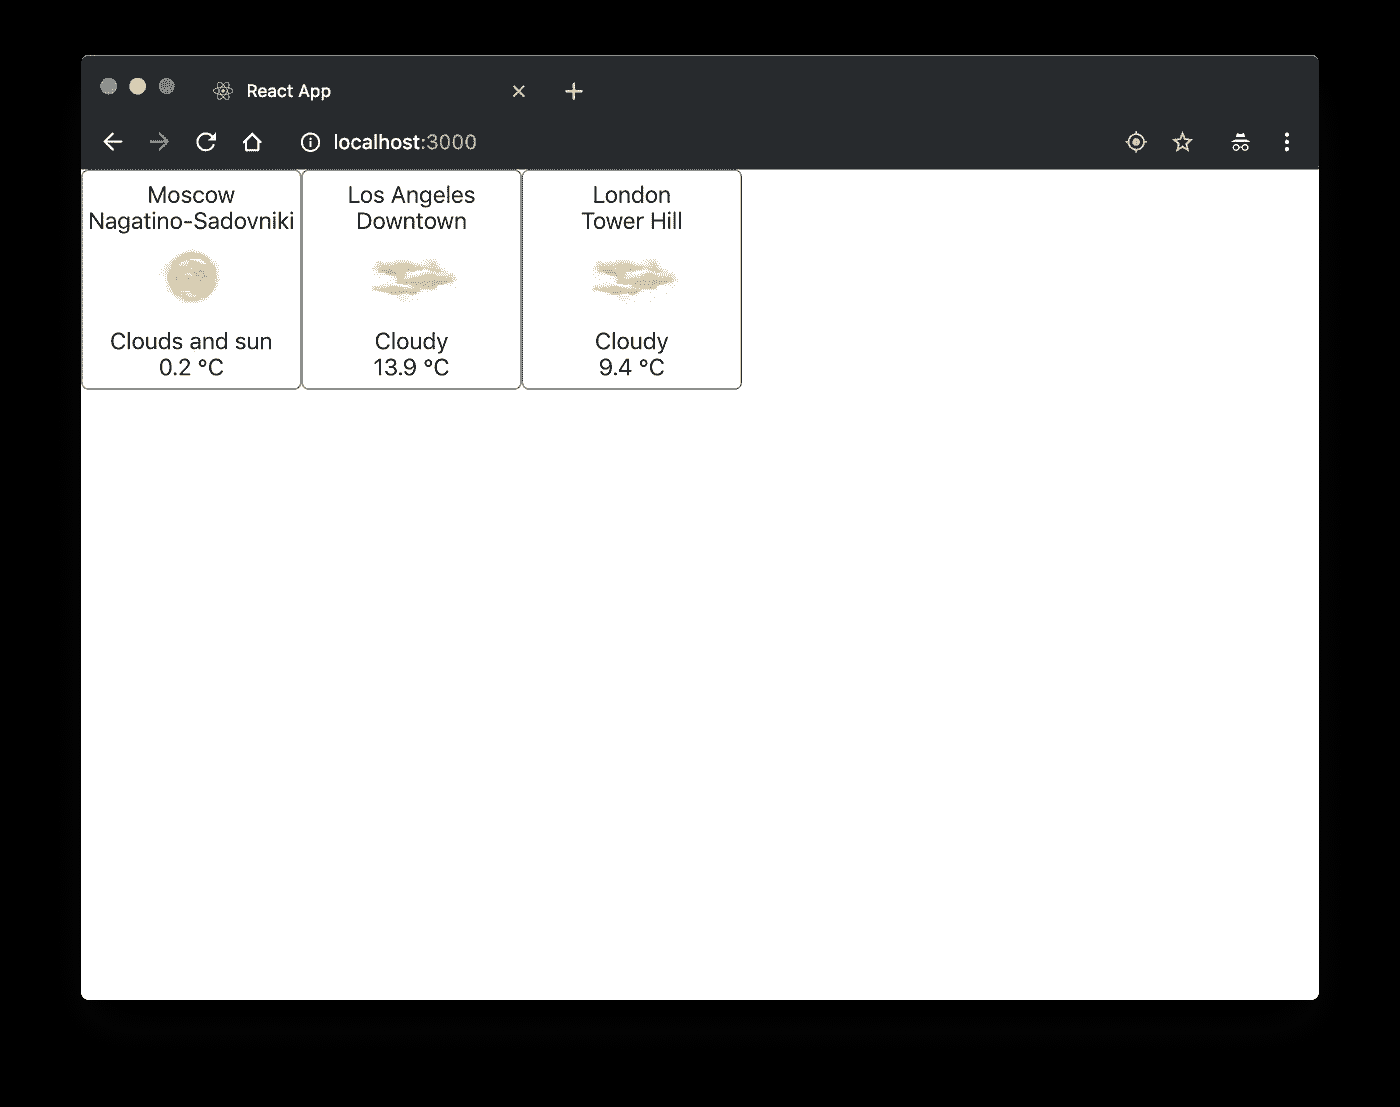 React App
localhost:3000
Moscow
Nagatino-Sadovniki
Clouds and sun
0.2 °C
Los Angeles
Downtown
Cloudy
13.9 °C
London
Tower Hill
Cloudy
9.4 °C